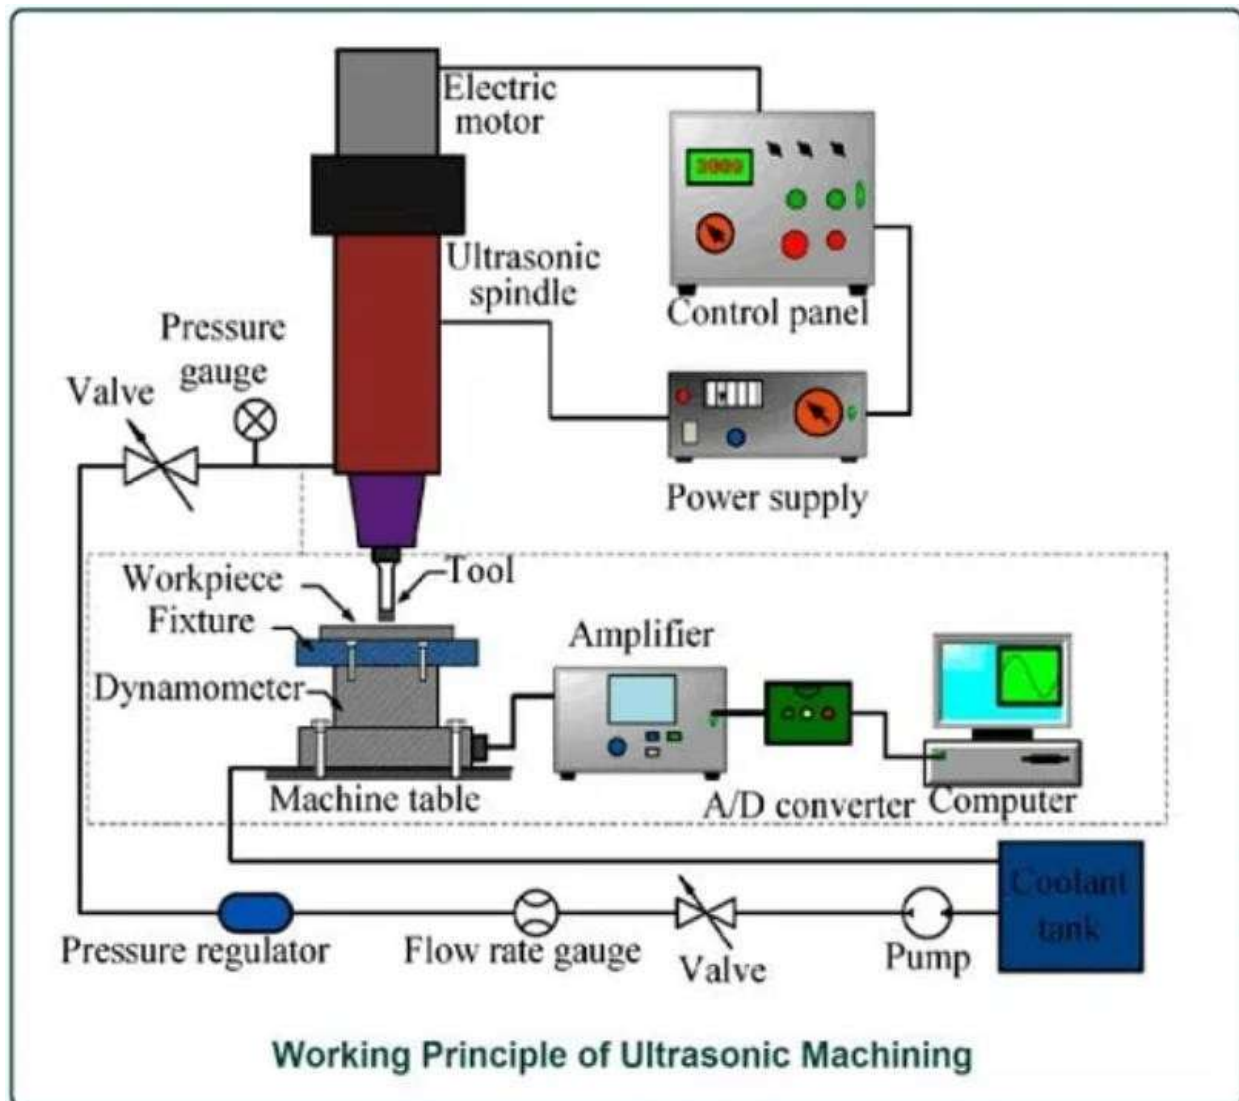 Electric
motor
3000
Ultrasonic
spindle
Control panel
Pressure
gauge
Valve
Power supply
Workpiece
Tool
Fixture
Amplifier
Dynamometer
Machine table
A/D converter
Computer
Coolant
tank
Pressure regulator
Flow rate gauge
Valve
Pump
Working Principle of Ultrasonic Machining